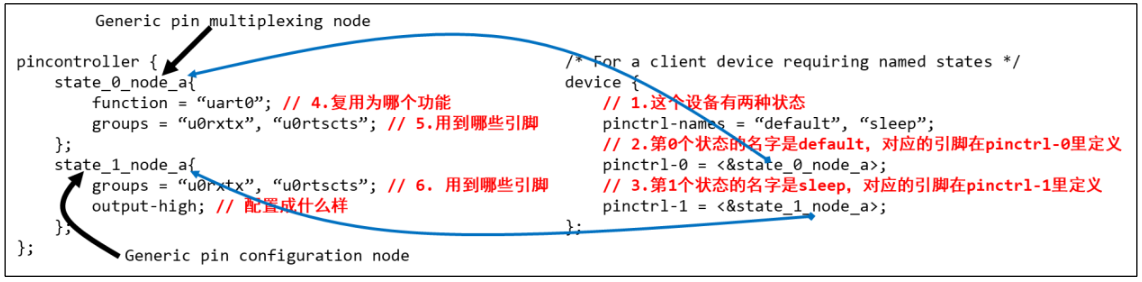 Generic pin multiplexing node
pincontroller {
state_0_node_a{
function = “uart0”; // 4.复用为哪个功能
groups = “u0rxtx”, “u0rtscts”; // 5.用到哪些引脚
};
state_1_node_a{
groups = “u0rxtx”, “u0rtscts”; // 6. 用到哪些引脚
output-high; // 配置成什么样
};
};
Generic pin configuration node
/* For a client device requiring named states */
device {
// 1.这个设备有两种状态
pinctrl-names = “default”, “sleep”;
// 2.第0个状态的名字是default，对应的引脚在pinctrl-0里定义
pinctrl-0 = <&state_0_node_a>;
// 3.第1个状态的名字是sleep，对应的引脚在pinctrl-1里定义
pinctrl-1 = <&state_1_node_a>;
};